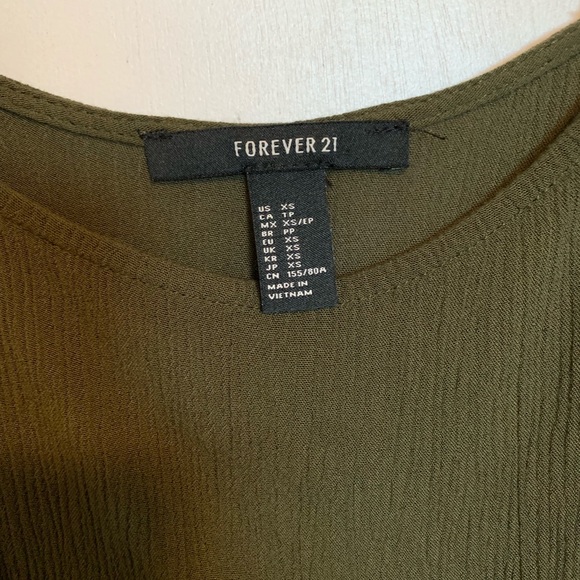 FOREVER 21
US XS
CA TP
MX XS/EP
BR PP
EU XS
UK XS
KR XS
JP XS
CN 155/80A
MADE IN
VIETNAM